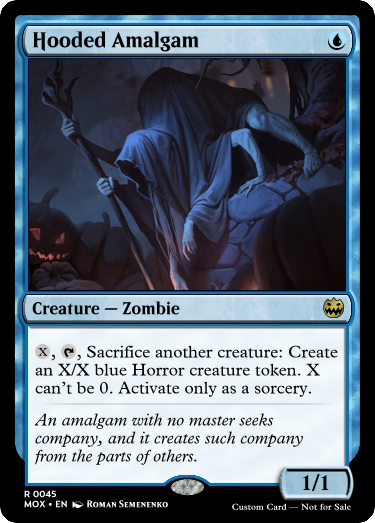 Hooded Amalgam
Creature — Zombie
X, T, Sacrifice another creature: Create
an X/X blue Horror creature token. X
can't be 0. Activate only as a sorcery.
An amalgam with no master seeks
company, and it creates such company
from the parts of others.
1/1
R 0045
MOX • EN Roman Semenenko
Custom Card — Not for Sale